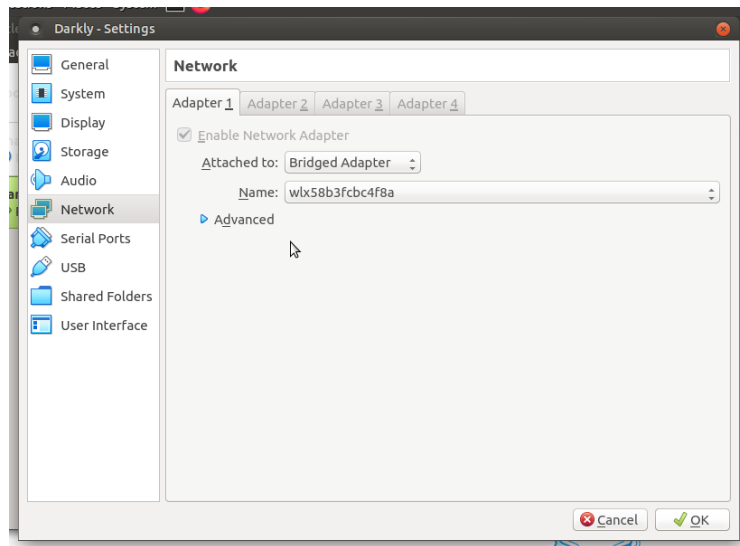 Darkly - Settings
General
System
Display
Storage
Audio
Network
Serial Ports
USB
Shared Folders
User Interface
Network
Adapter 1 Adapter 2 Adapter 3 Adapter 4
Enable Network Adapter
Attached to: Bridged Adapter
Name: wlx58b3fcbc4f8a
Advanced
Cancel OK